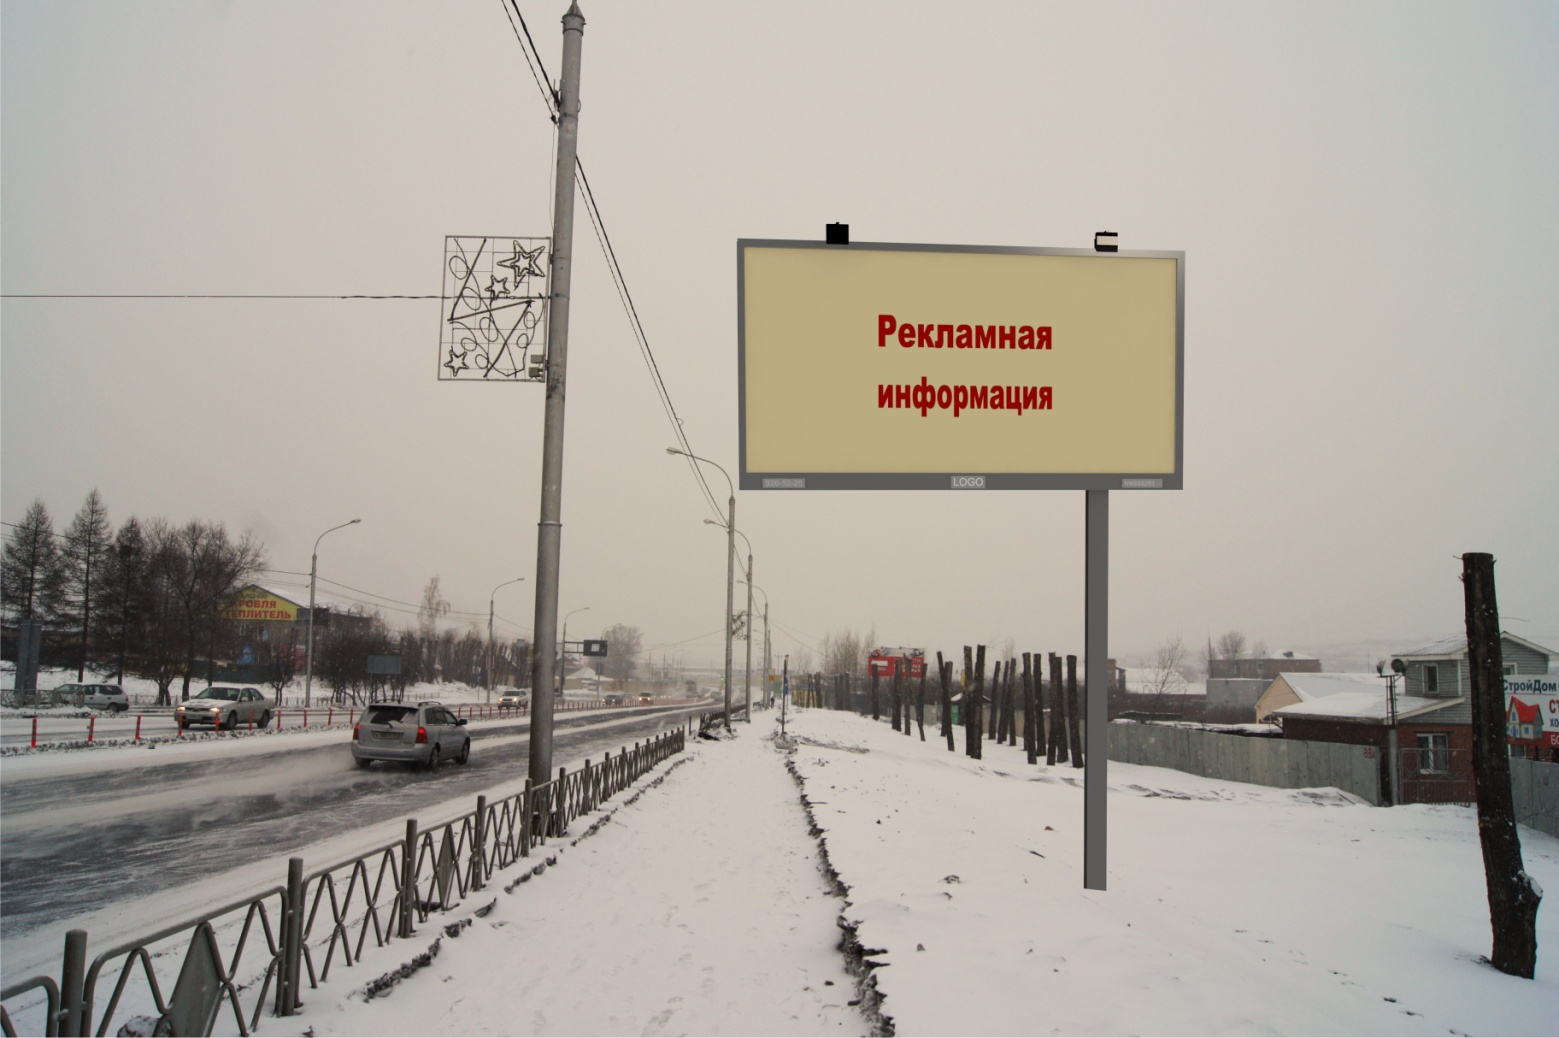 Рекламная
информация
LOGO
КРОВЛЯ
УТЕПЛИТЕЛЬ
СтройДом